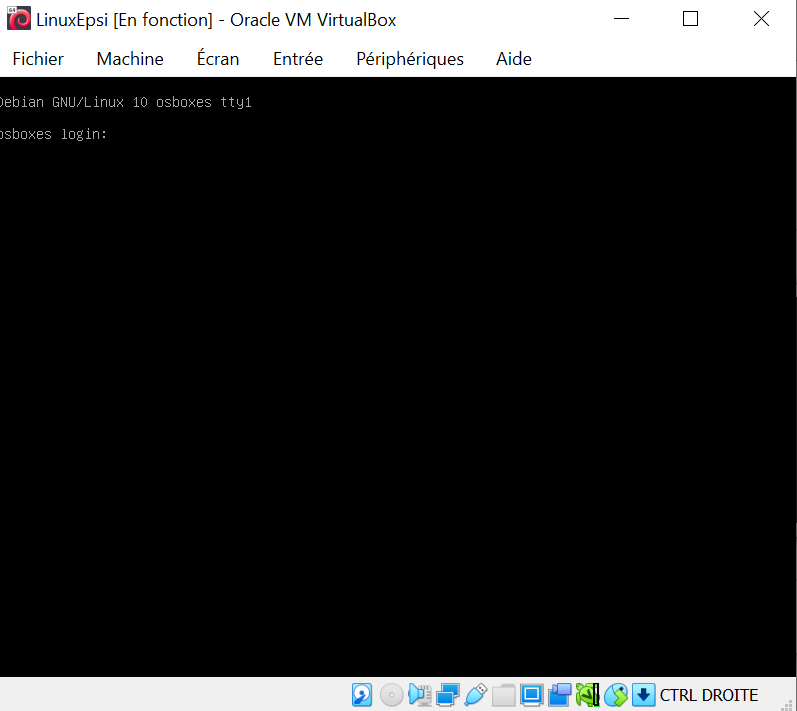 LinuxEpsi [En fonction] - Oracle VM VirtualBox
Fichier Machine Écran Entrée Périphériques Aide
Debian GNU/Linux 10 osboxes tty1
osboxes login:
CTRL DROITE